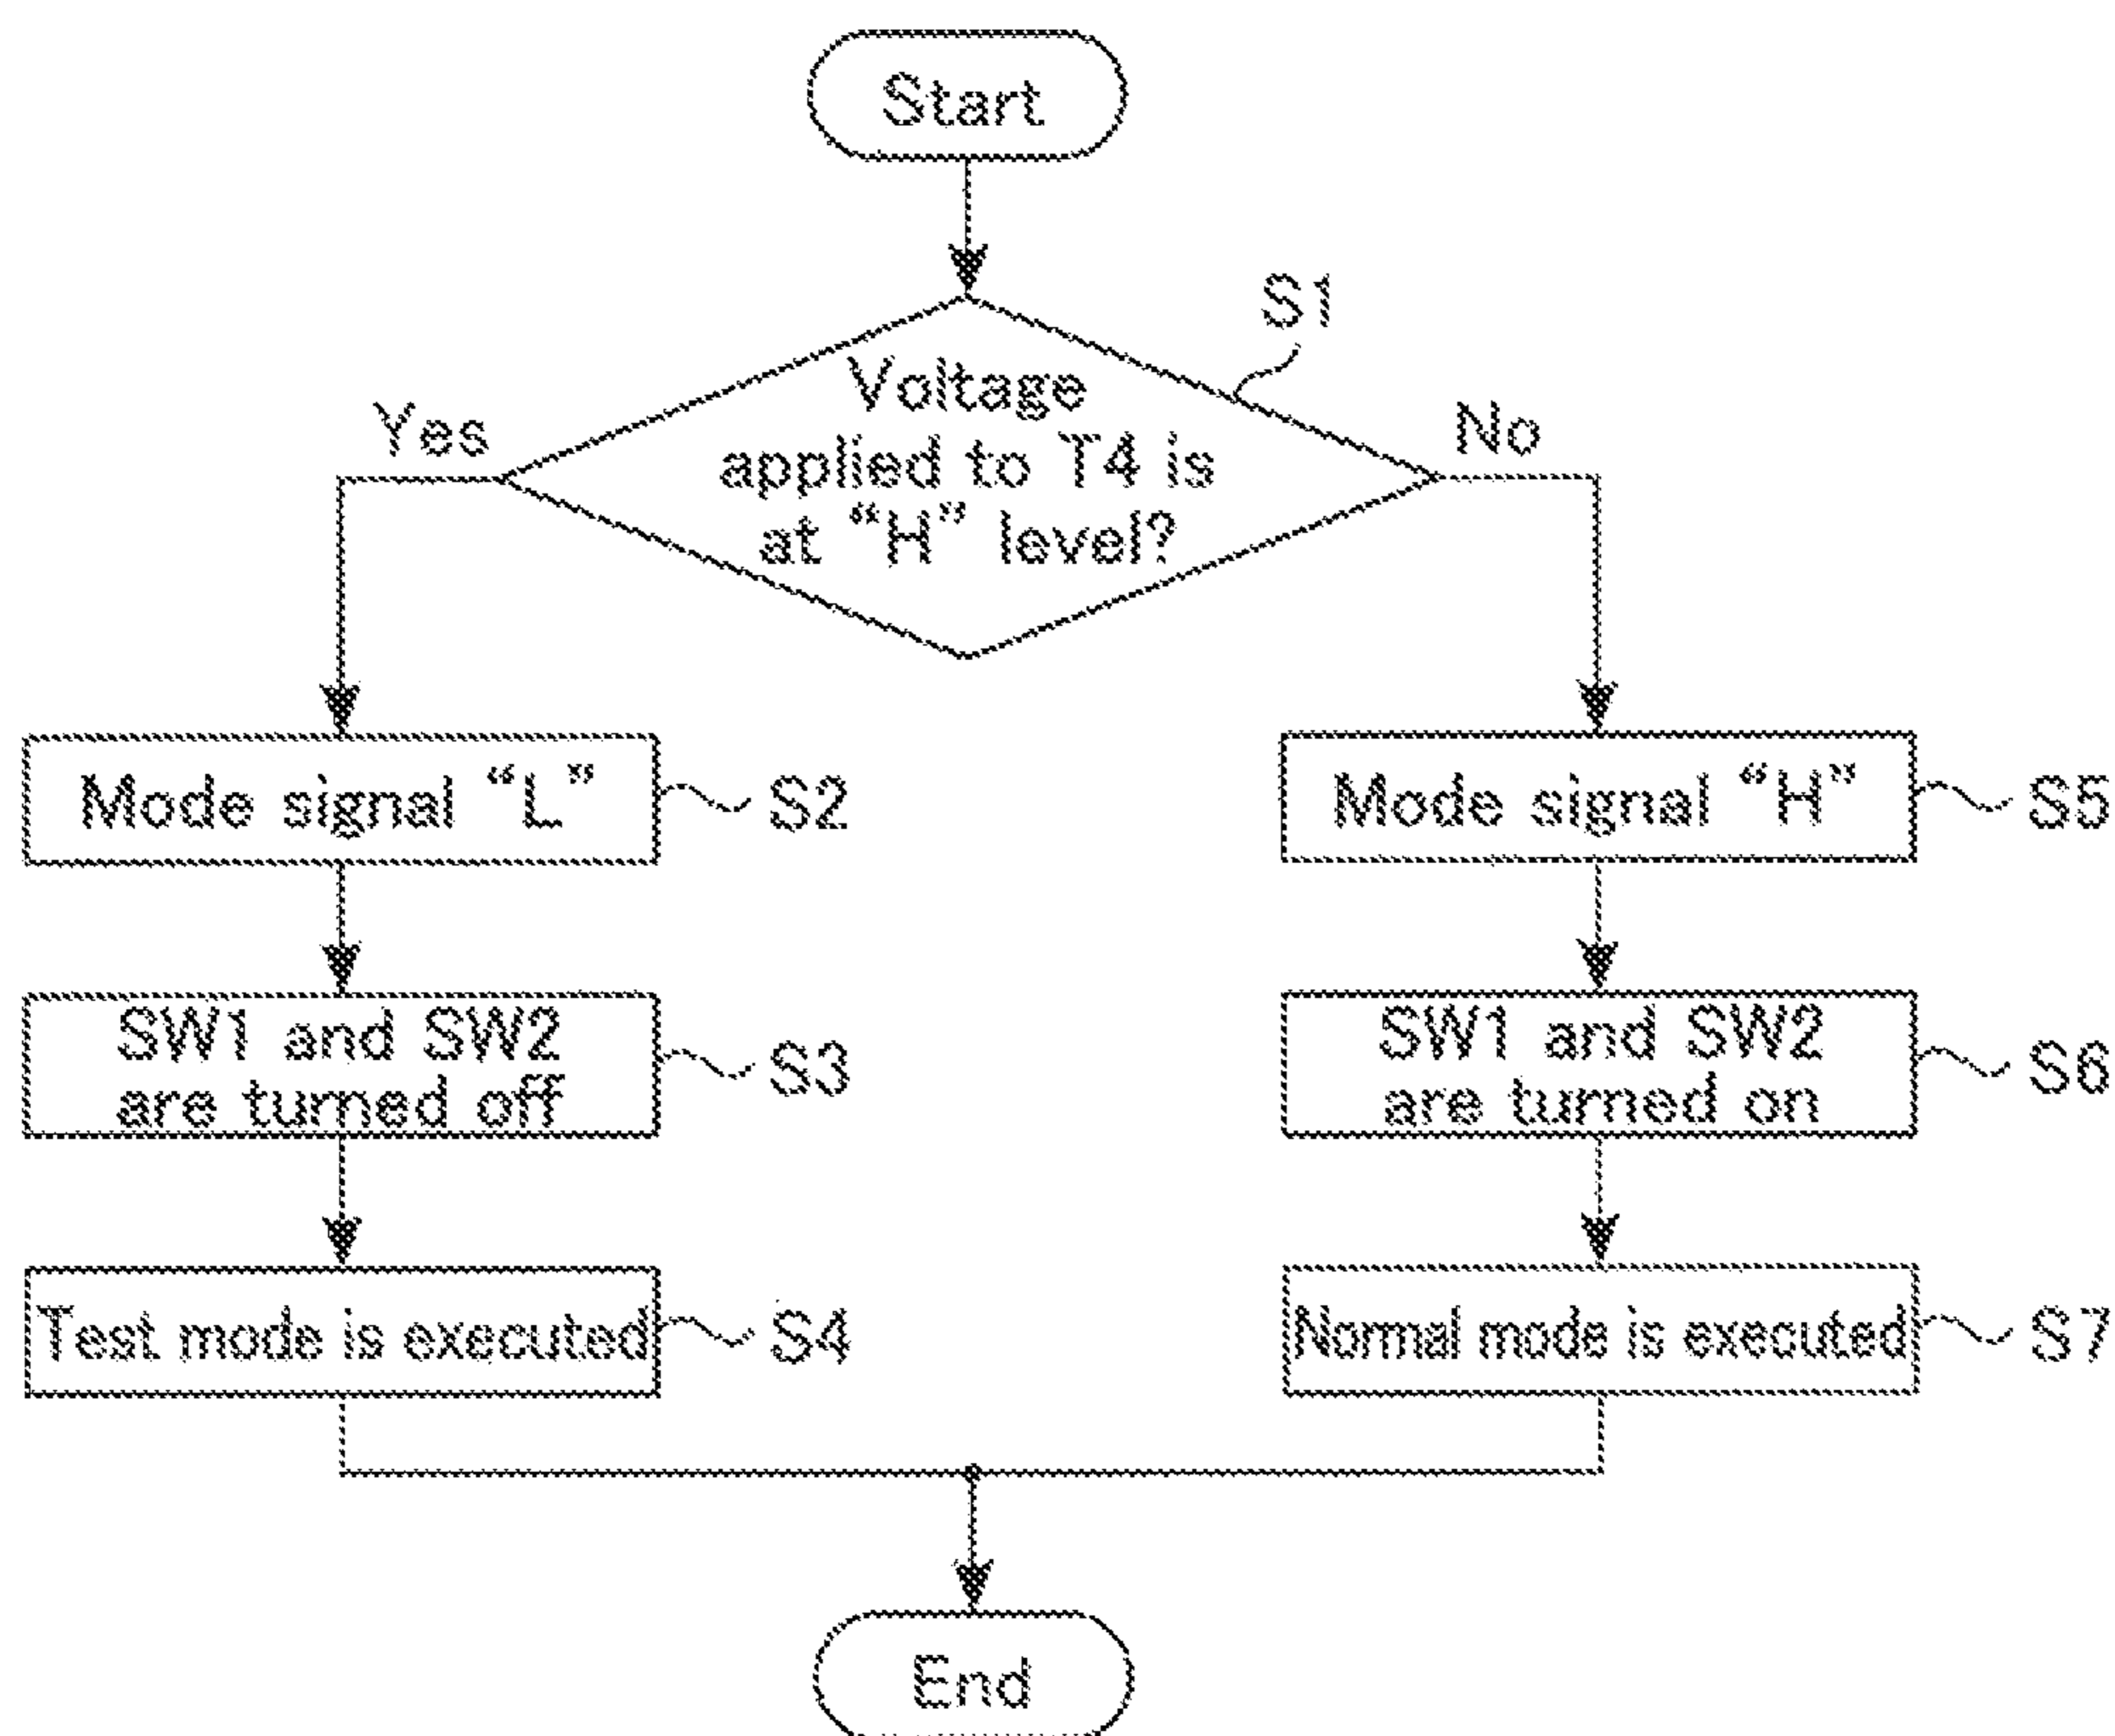 Start
S1
Voltage
applied to T4 is
at “H” level?
Yes
No
Mode signal “L”
S2
SW1 and SW2
are turned off
S3
Test mode is executed
S4
Mode signal “H”
S5
SW1 and SW2
are turned on
S6
Normal mode is executed
S7
End